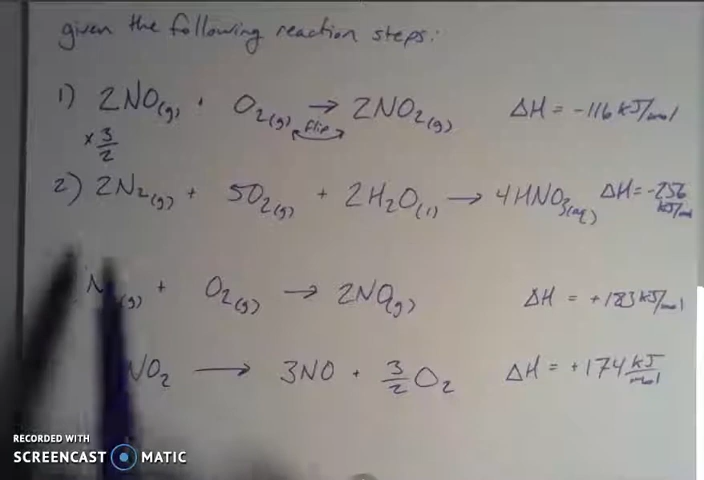 given the following reaction steps:
1) 2NO(g) + O₂(g) → 2NO₂(g) ΔH = -116 kJ/mol
flip
× 3/2
2) 2N₂(g) + 5O₂(g) + 2H₂O(l) → 4HNO₃(aq) ΔH = -256 kJ/m
N (g) + O₂(g) → 2NO(g) ΔH = +183 kJ/mol
NO₂ → 3NO + 3/2 O₂ ΔH = +174 kJ/mol
RECORDED WITH
SCREENCAST MATIC